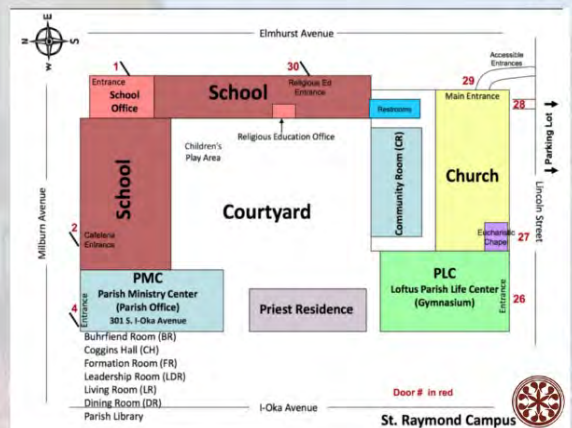 E
N
S
W
Elmhurst Avenue
1
30
29
28
Accessible
Entrances
Entrance
School
Office
School
Religious Ed
Entrance
Restrooms
Main Entrance
Parking Lot
Religious Education Office
Children's
Play Area
Community Room (CR)
Church
Milburn Avenue
School
Courtyard
Lincoln Street
2
Cafeteria
Entrance
Eucharistic
Chapel
27
PMC
Parish Ministry Center
(Parish Office)
301 S. I-Oka Avenue
4
Entrance
Priest Residence
PLC
Loftus Parish Life Center
(Gymnasium)
Entrance
26
Buhrfiend Room (BR)
Coggins Hall (CH)
Formation Room (FR)
Leadership Room (LDR)
Living Room (LR)
Dining Room (DR)
Parish Library
Door # in red
I-Oka Avenue
St. Raymond Campus